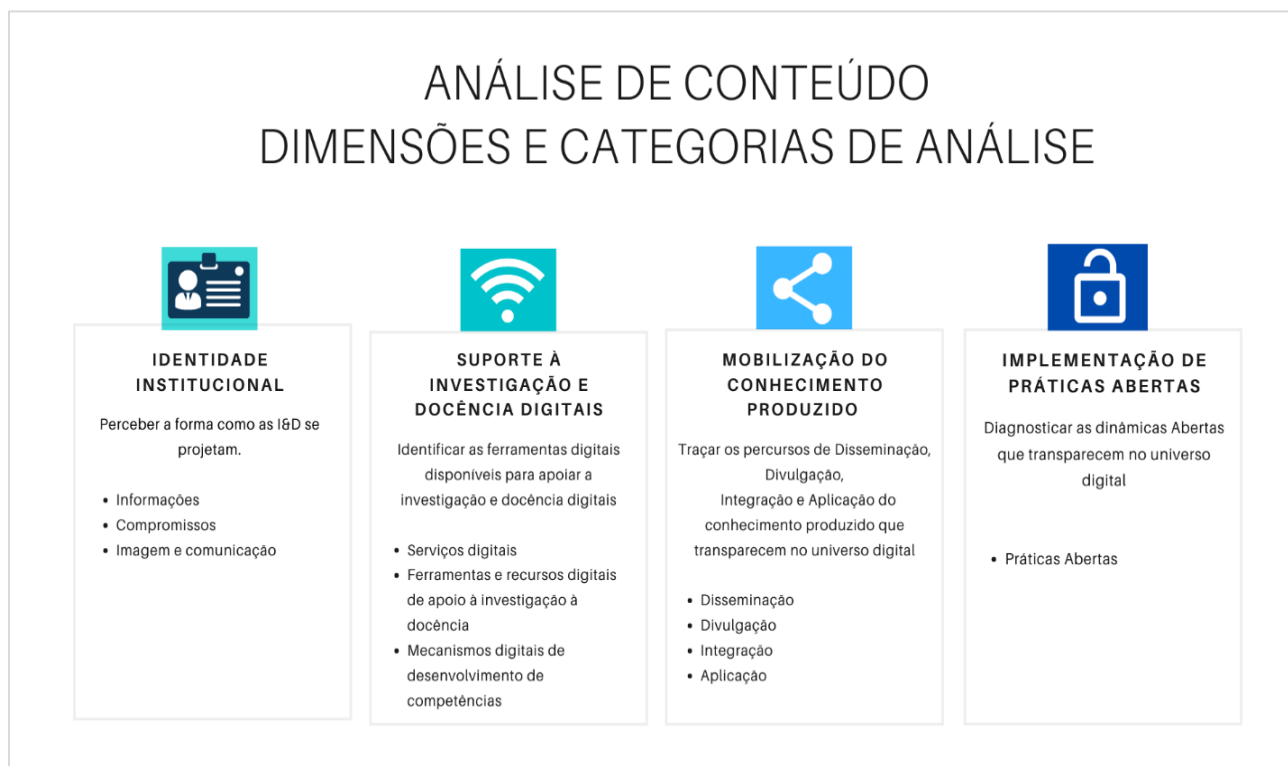 ANÁLISE DE CONTEÚDO
DIMENSÕES E CATEGORIAS DE ANÁLISE
IDENTIDADE
INSTITUCIONAL
Perceber a forma como as I&D se
projetam.
• Informações
• Compromissos
• Imagem e comunicação
SUPORTE À
INVESTIGAÇÃO E
DOCÊNCIA DIGITAIS
Identificar as ferramentas digitais
disponíveis para apoiar a
investigação e docência digitais
• Serviços digitais
• Ferramentas e recursos digitais
de apoio à investigação à
docência
• Mecanismos digitais de
desenvolvimento de
competências
MOBILIZAÇÃO DO
CONHECIMENTO
PRODUZIDO
Traçar os percursos de Disseminação,
Divulgação,
Integração e Aplicação do
conhecimento produzido que
transparecem no universo digital
• Disseminação
• Divulgação
• Integração
• Aplicação
IMPLEMENTAÇÃO DE
PRÁTICAS ABERTAS
Diagnosticar as dinâmicas Abertas
que transparecem no universo
digital
• Práticas Abertas